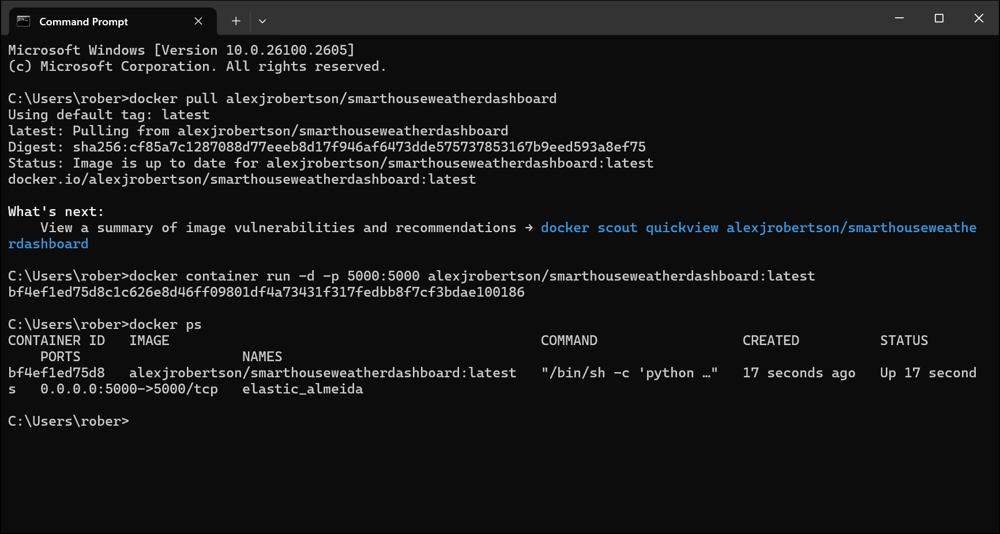 Command Prompt
Microsoft Windows [Version 10.0.26100.2605]
(c) Microsoft Corporation. All rights reserved.
C:\Users\rober>docker pull alexjrobertson/smarthouseweatherdashboard
Using default tag: latest
latest: Pulling from alexjrobertson/smarthouseweatherdashboard
Digest: sha256:cf85a7c1287088d77eeeb8d17f946af6473dde575737853167b9eed593a8ef75
Status: Image is up to date for alexjrobertson/smarthouseweatherdashboard:latest
docker.io/alexjrobertson/smarthouseweatherdashboard:latest
What's next:
    View a summary of image vulnerabilities and recommendations → docker scout quickview alexjrobertson/smarthouseweathe
rdashboard
C:\Users\rober>docker container run -d -p 5000:5000 alexjrobertson/smarthouseweatherdashboard:latest
bf4ef1ed75d8c1c626e8d46ff09801df4a73431f317fedbb8f7cf3bdae100186
C:\Users\rober>docker ps
CONTAINER ID   IMAGE                                              COMMAND                  CREATED          STATUS
    PORTS                    NAMES
bf4ef1ed75d8   alexjrobertson/smarthouseweatherdashboard:latest   "/bin/sh -c 'python …"   17 seconds ago   Up 17 second
s   0.0.0.0:5000->5000/tcp   elastic_almeida
C:\Users\rober>